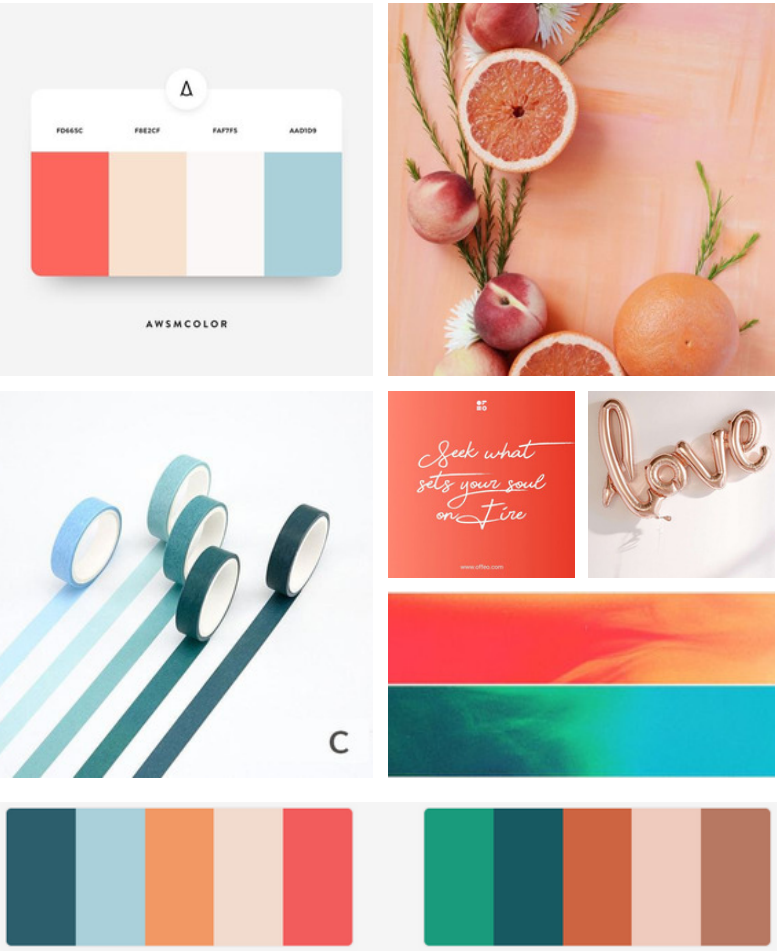 FD665C F8E2CF FAF7F5 AAD1D9
AWSMCOLOR
Seek what
sets your soul
on Fire
www.offeo.com
love
C